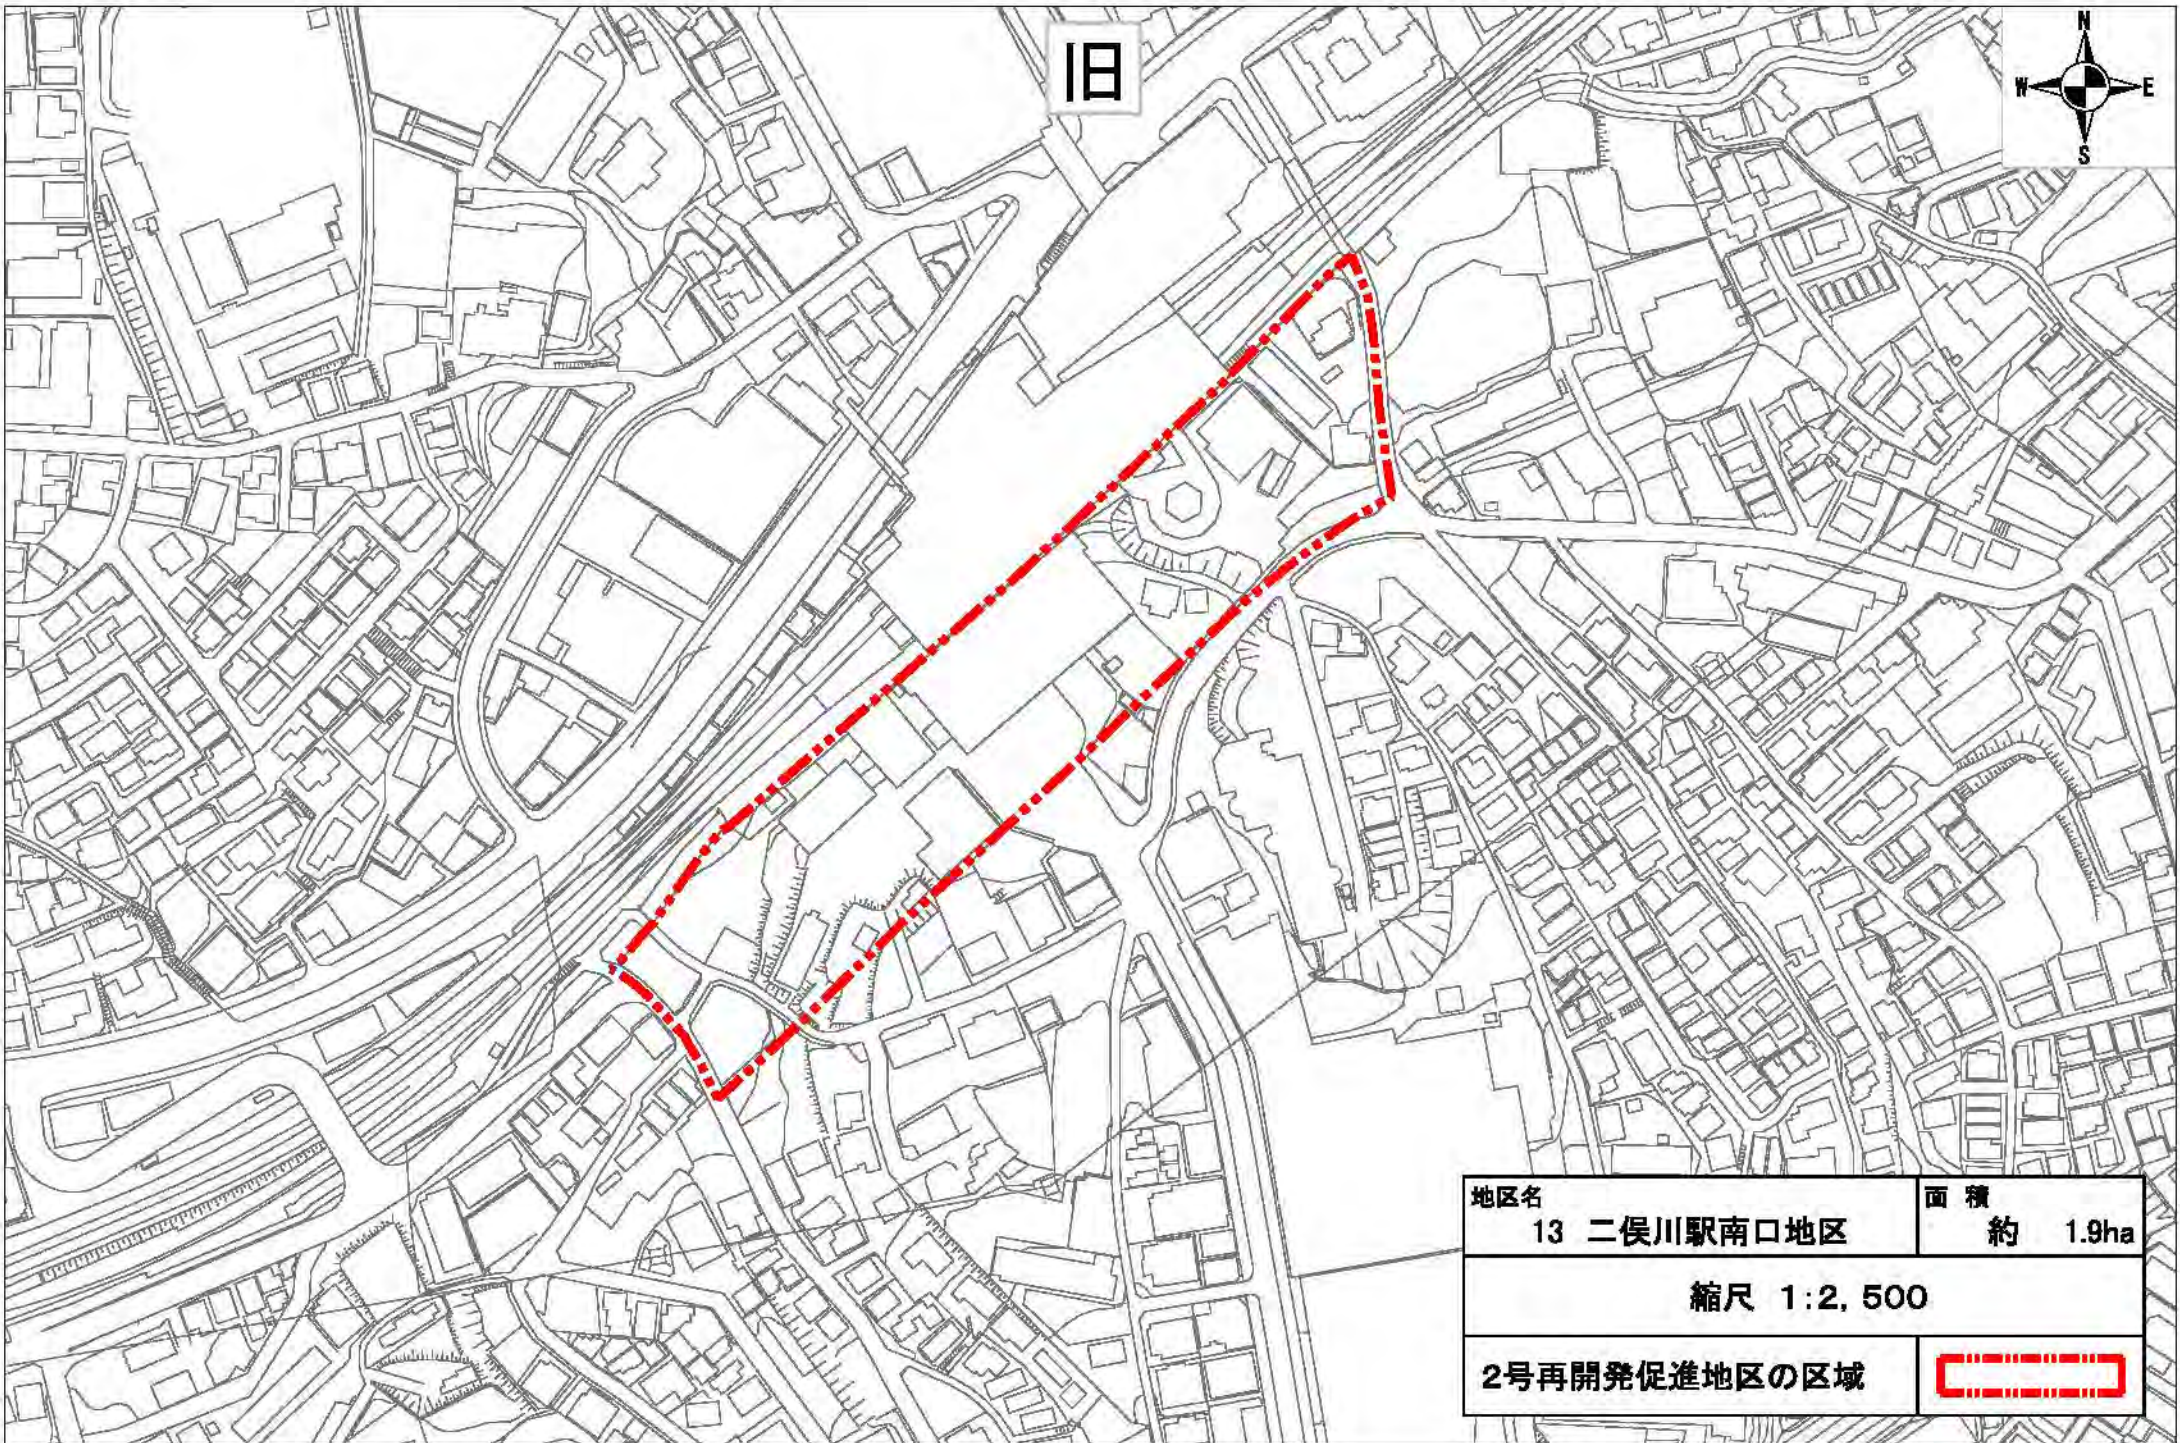 旧
N
W E
S
地区名
13 二俣川駅南口地区
面 積
約 1.9ha
縮尺 1:2,500
2号再開発促進地区の区域